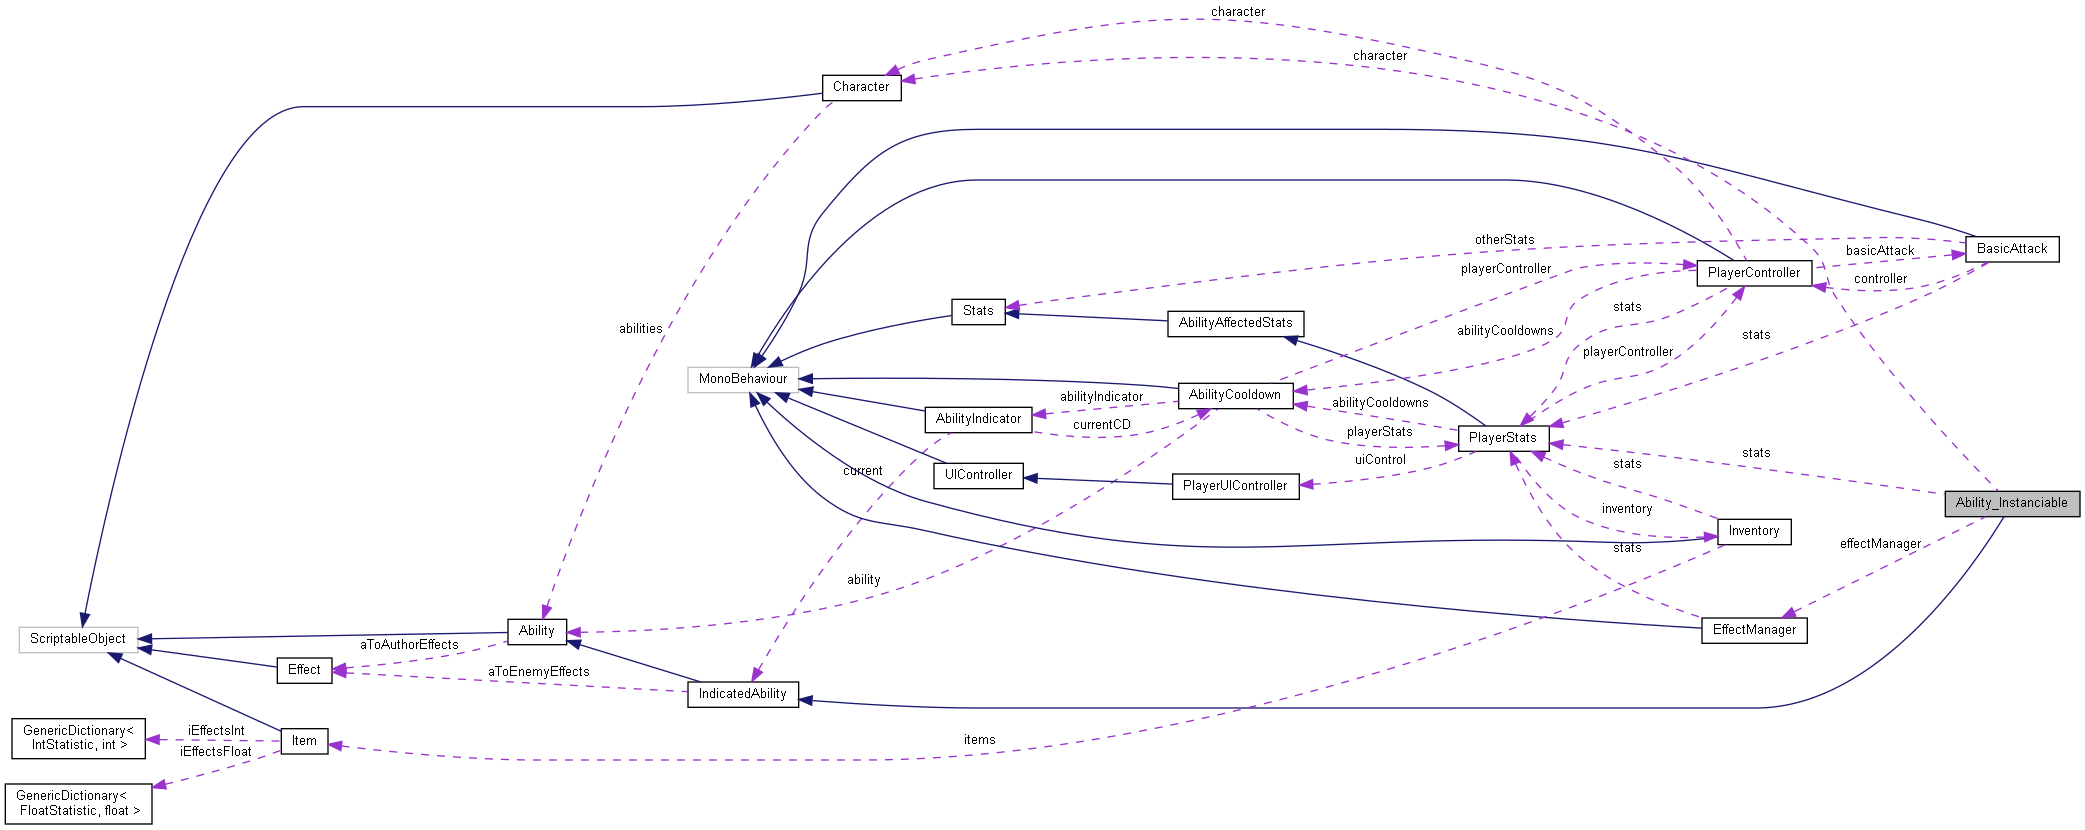 character
character
Character
otherStats
basicAttack
BasicAttack
playerController
PlayerController
controller
Stats
stats
AbilityAffectedStats
abilities
abilityCooldowns
stats
playerController
MonoBehaviour
AbilityCooldown
abilityIndicator
abilityCooldowns
AbilityIndicator
currentCD
playerStats
PlayerStats
uiControl
stats
current
UIController
PlayerUIController
stats
Ability_Instanciable
inventory
Inventory
stats
effectManager
ability
ScriptableObject
Ability
EffectManager
aToAuthorEffects
Effect
aToEnemyEffects
IndicatedAbility
GenericDictionary<
IntStatistic, int >
iEffectsInt
Item
items
iEffectsFloat
GenericDictionary<
FloatStatistic, float >